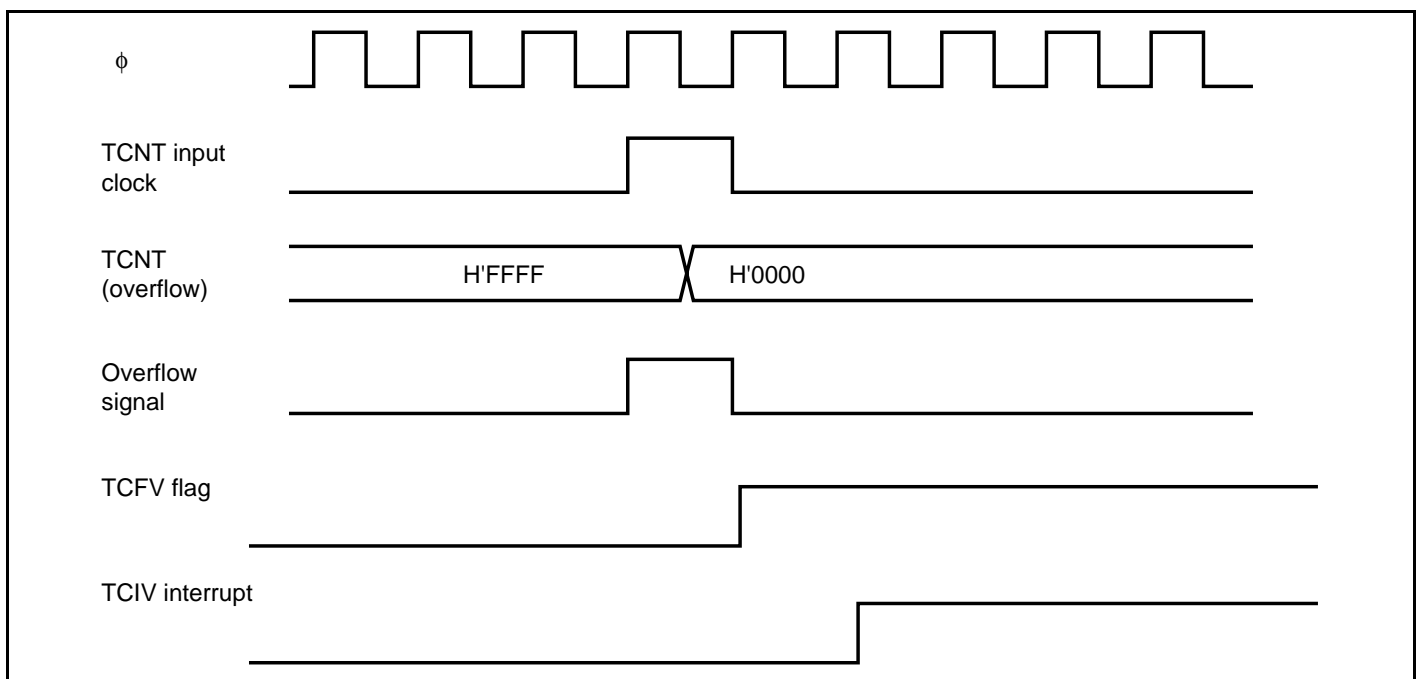 ϕ
TCNT input
clock
TCNT
(overflow)
H'FFFF
H'0000
Overflow
signal
TCFV flag
TCIV interrupt